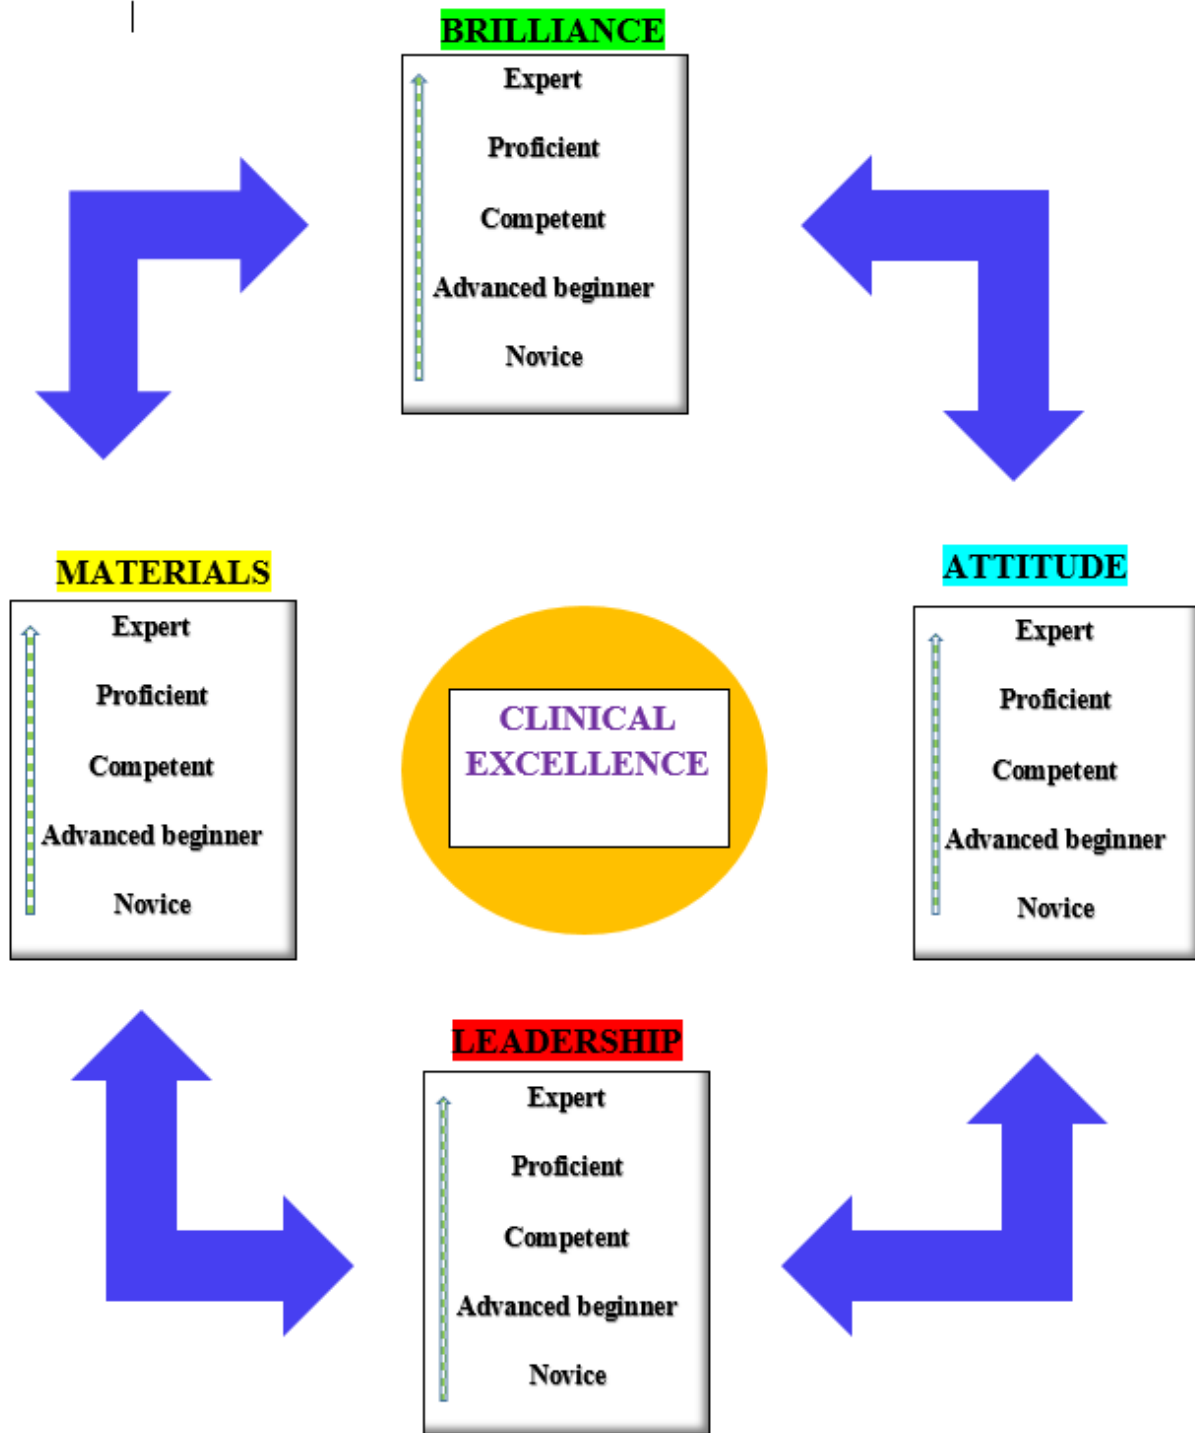 BRILLIANCE
Expert
Proficient
Competent
Advanced beginner
Novice
MATERIALS
Expert
Proficient
Competent
Advanced beginner
Novice
CLINICAL
EXCELLENCE
ATTITUDE
Expert
Proficient
Competent
Advanced beginner
Novice
LEADERSHIP
Expert
Proficient
Competent
Advanced beginner
Novice